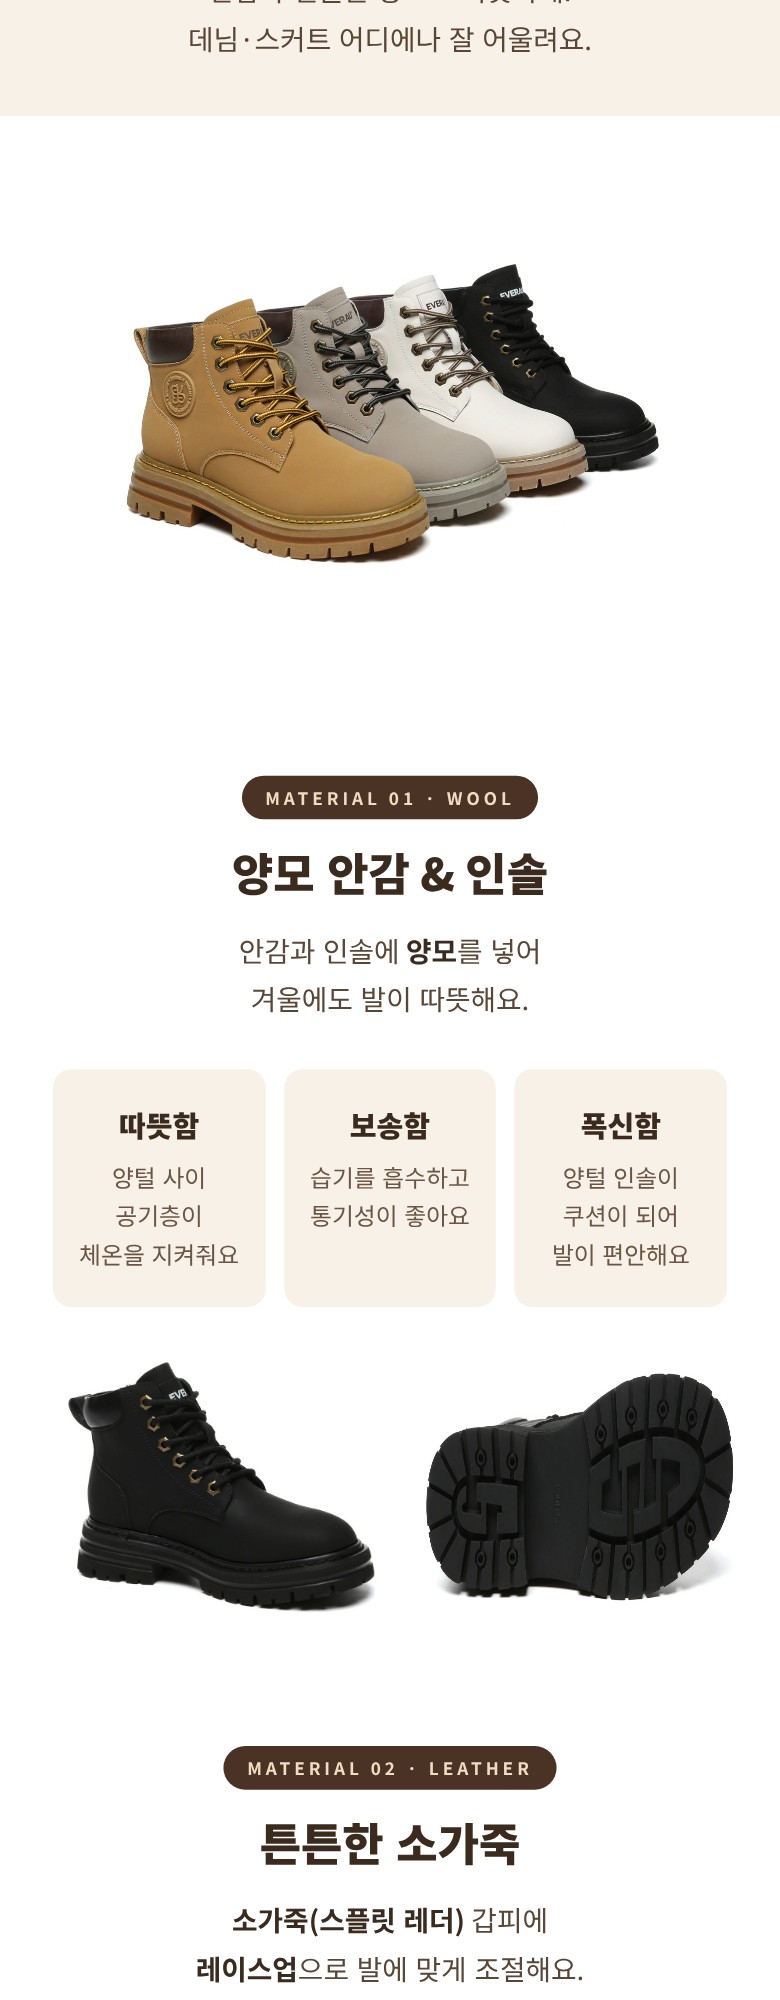 데님·스커트 어디에나 잘 어울려요.
MATERIAL 01 · WOOL
양모 안감 & 인솔
안감과 인솔에 양모를 넣어
겨울에도 발이 따뜻해요.
따뜻함
양털 사이
공기층이
체온을 지켜줘요
보송함
습기를 흡수하고
통기성이 좋아요
폭신함
양털 인솔이
쿠션이 되어
발이 편안해요
MATERIAL 02 · LEATHER
튼튼한 소가죽
소가죽(스플릿 레더) 갑피에
레이스업으로 발에 맞게 조절해요.